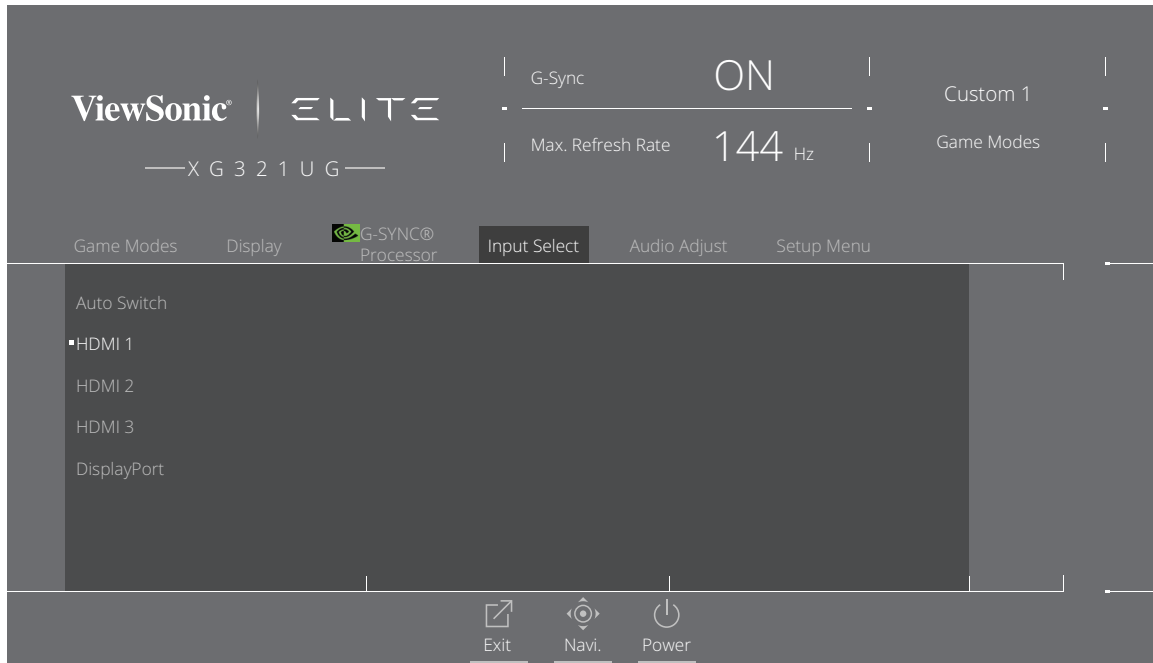 ViewSonic® ELITE
XG321UG
G-Sync ON
Max. Refresh Rate 144 Hz
Custom 1
Game Modes
Game Modes
Display
G-SYNC®
Processor
Input Select
Audio Adjust
Setup Menu
Auto Switch
HDMI 1
HDMI 2
HDMI 3
DisplayPort
Exit
Navi.
Power